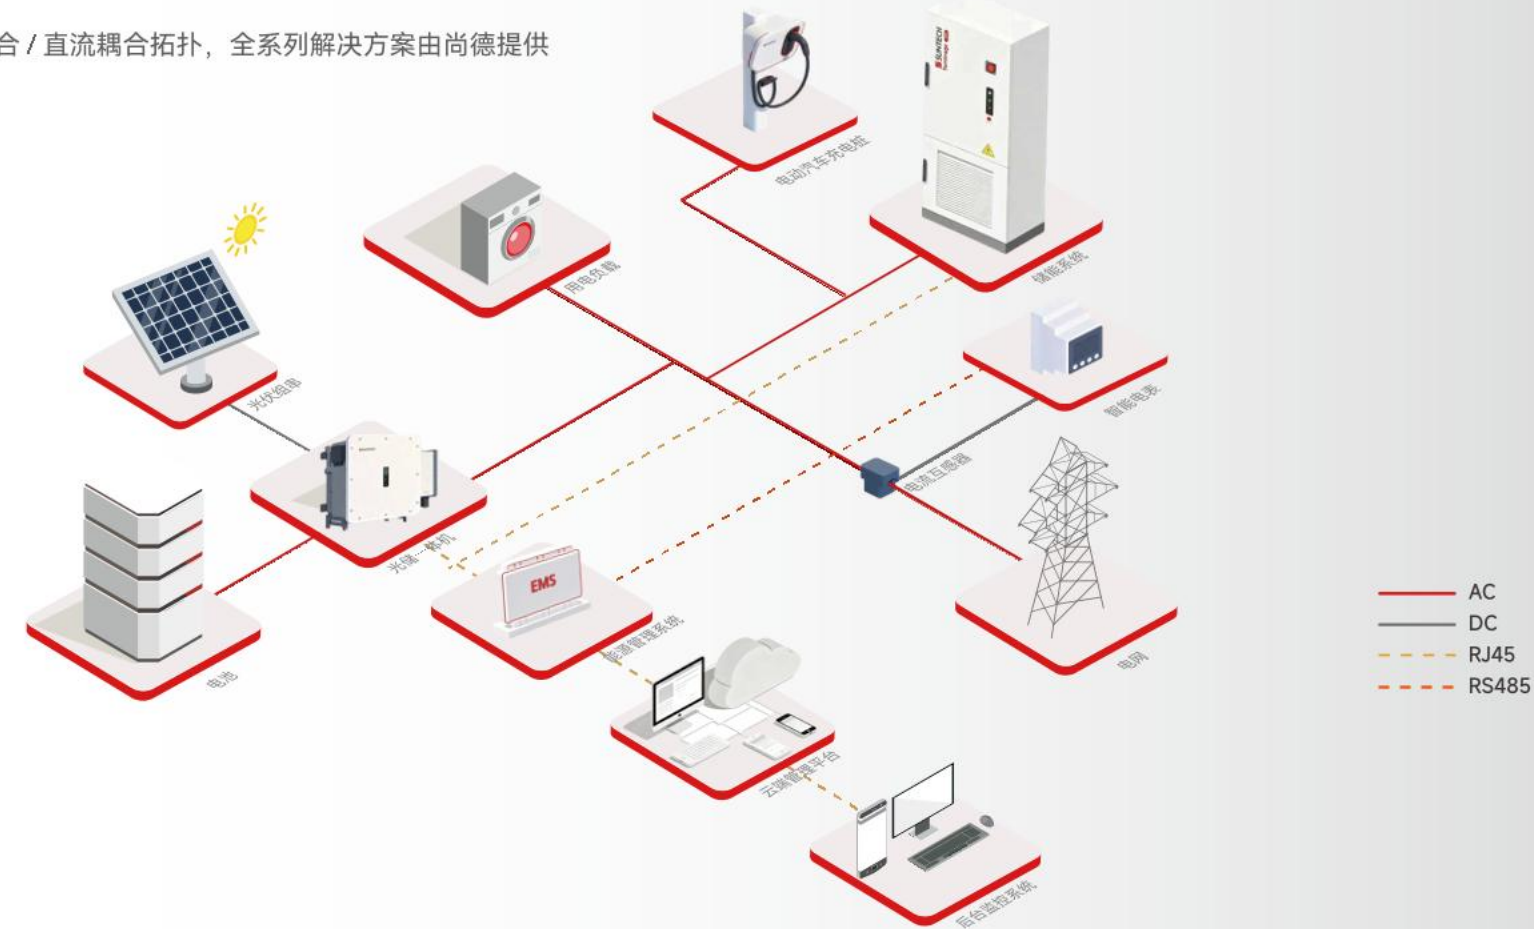 合 / 直流耦合拓扑，全系列解决方案由尚德提供
SUNTECH
电动汽车充电桩
用电负载
储能系统
光伏组串
智能电表
电流互感器
光储一体机
EMS
能源管理系统
电网
电池
云端管理平台
后台监控系统
AC
DC
RJ45
RS485